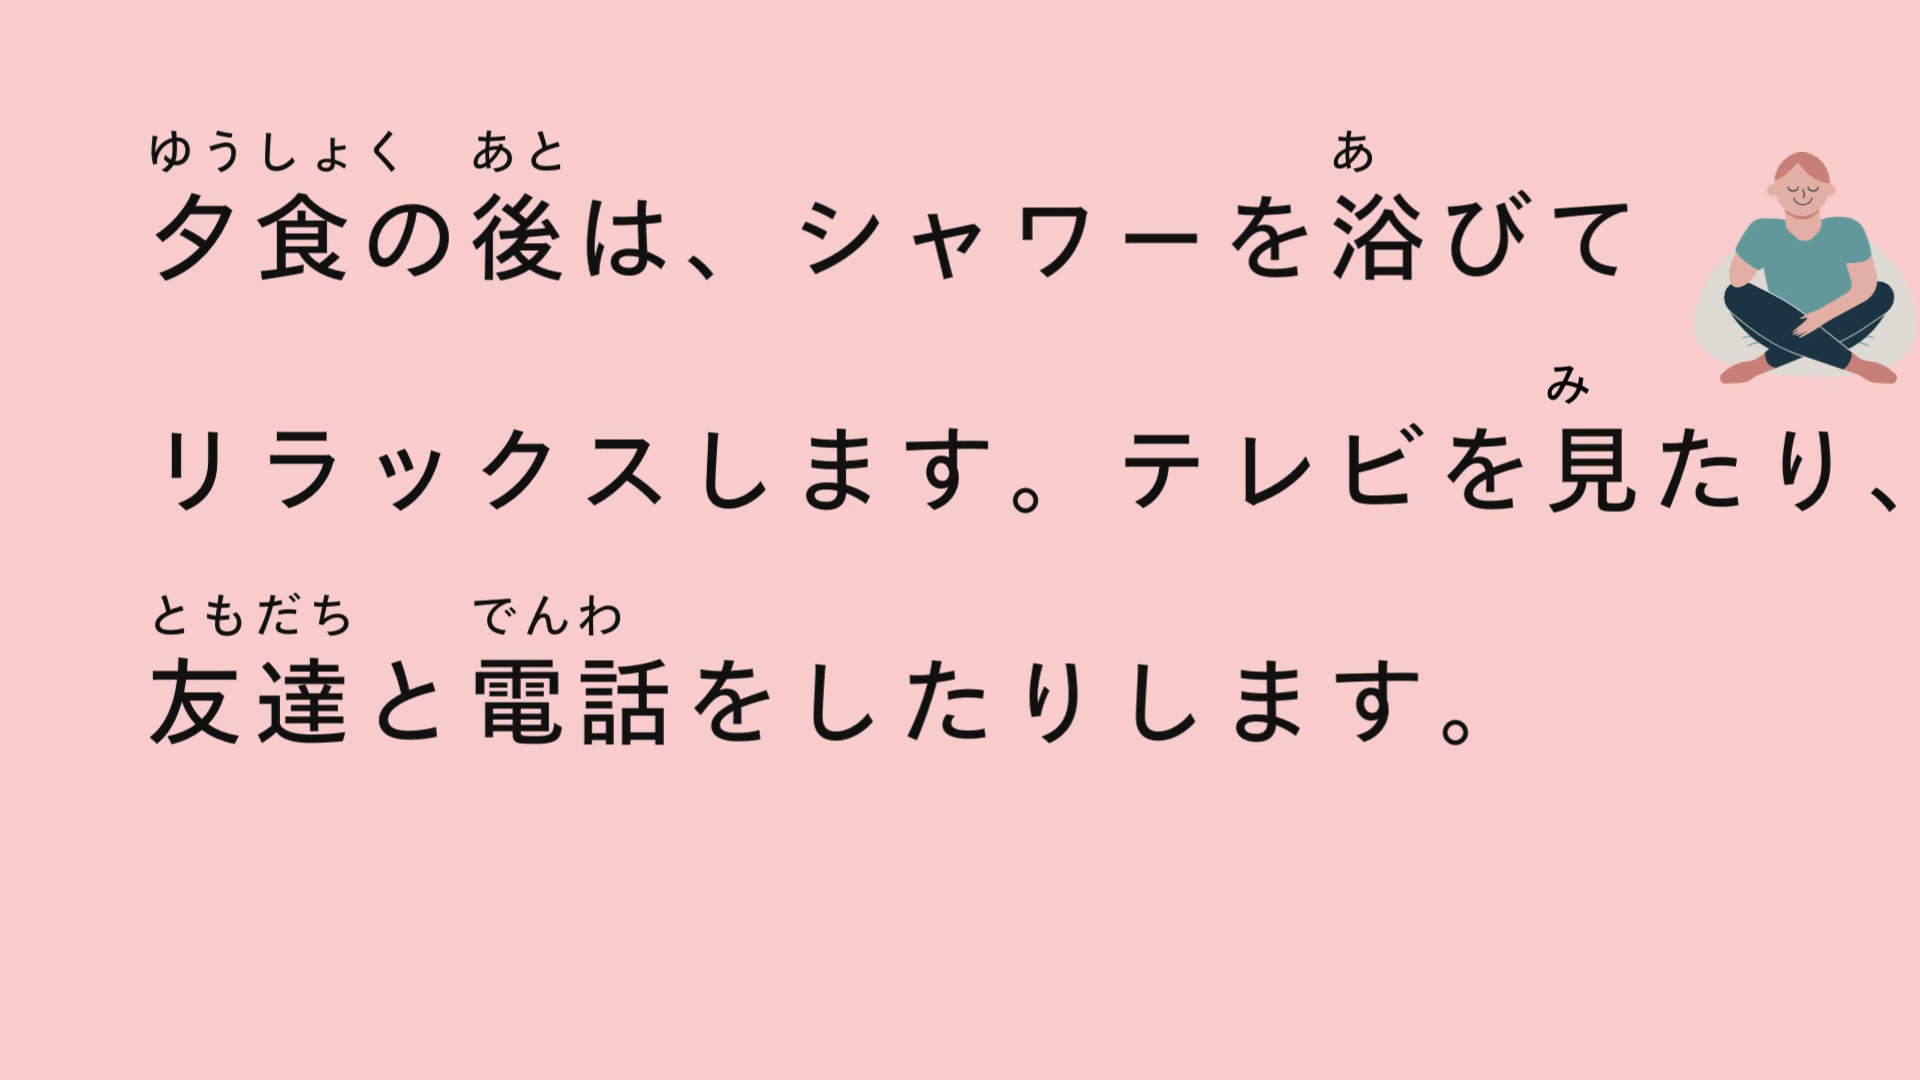 ゆうしょく あと あ
夕食の後は、シャワーを浴びて
み
リラックスします。テレビを見たり、
ともだち でんわ
友達と電話をしたりします。